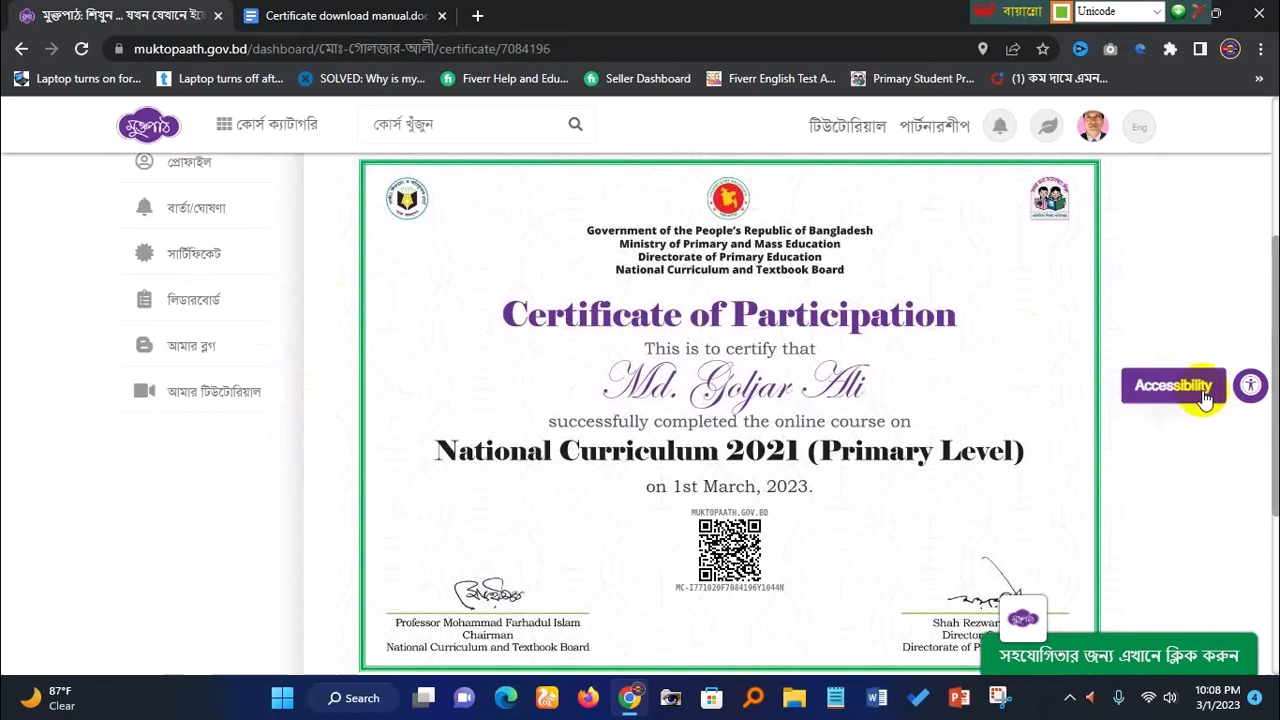 মুক্তপাঠ: শিখুন ... যখন যেখানে ইচ্ছে
বায়ান্নো
Unicode
muktopaath.gov.bd/dashboard/মোঃ-গোলজার-আলী/certificate/7084196
Laptop turns on for...
Laptop turns off aft...
SOLVED: Why is my...
Fiverr Help and Edu...
Seller Dashboard
Fiverr English Test A...
Primary Student Pr...
(1) কম দামে এমন...
»
মুক্তপাঠ
কোর্স ক্যাটাগরি
খুঁজুন
টিউটোরিয়াল
পার্টনারশীপ
Eng
প্রোফাইল
বার্তা/ঘোষণা
সার্টিফিকেট
লিডারবোর্ড
আমার ব্লগ
আমার টিউটোরিয়াল
Government of the People's Republic of Bangladesh
Ministry of Primary and Mass Education
Directorate of Primary Education
National Curriculum and Textbook Board
Certificate of Participation
This is to certify that
Md. Goljar Ali
successfully completed the online course on
National Curriculum 2021 (Primary Level)
on 1st March, 2023.
MUKTOPAATH.GOV.BD
MC-I771020F7084196Y1044N
Professor Mohammad Farhadul Islam
Chairman
National Curriculum and Textbook Board
Shah
Directorate of
Accessibility
সহযোগিতার জন্য এখানে ক্লিক করুন
87°F
Clear
Search
10:08 PM
3/1/2023
4